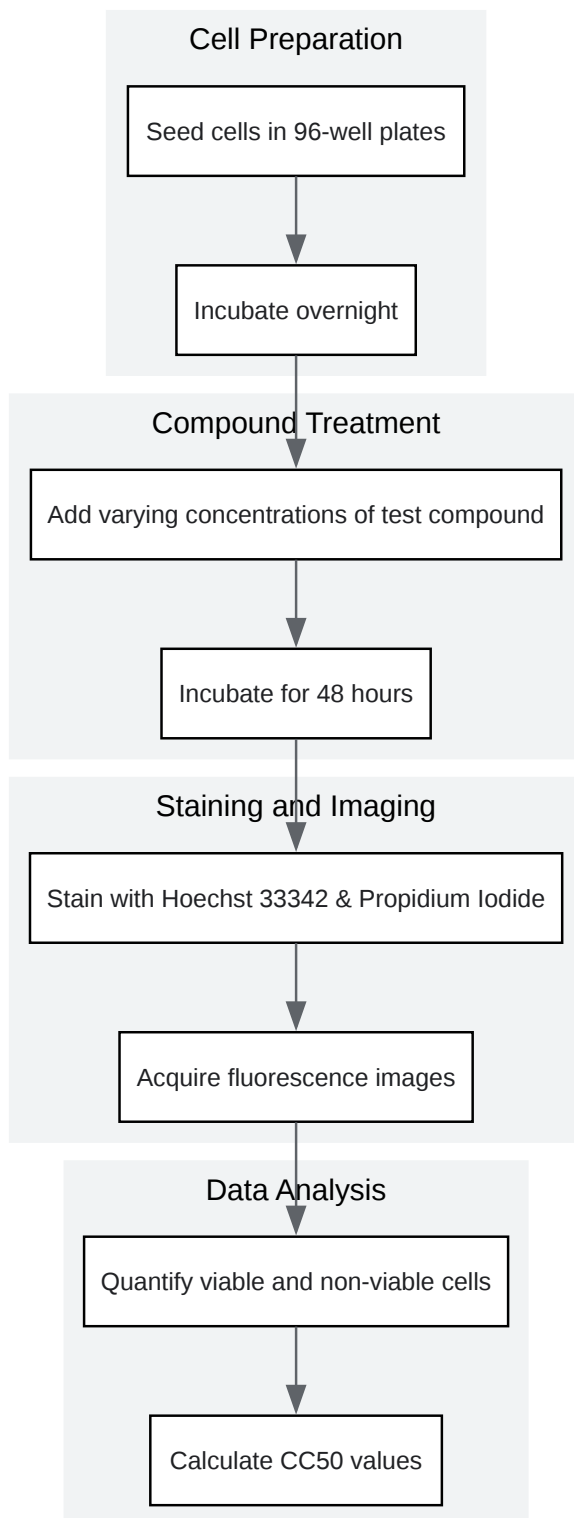 Cell Preparation
Seed cells in 96-well plates
Incubate overnight
Compound Treatment
Add varying concentrations of test compound
Incubate for 48 hours
Staining and Imaging
Stain with Hoechst 33342 & Propidium Iodide
Acquire fluorescence images
Data Analysis
Quantify viable and non-viable cells
Calculate CC50 values